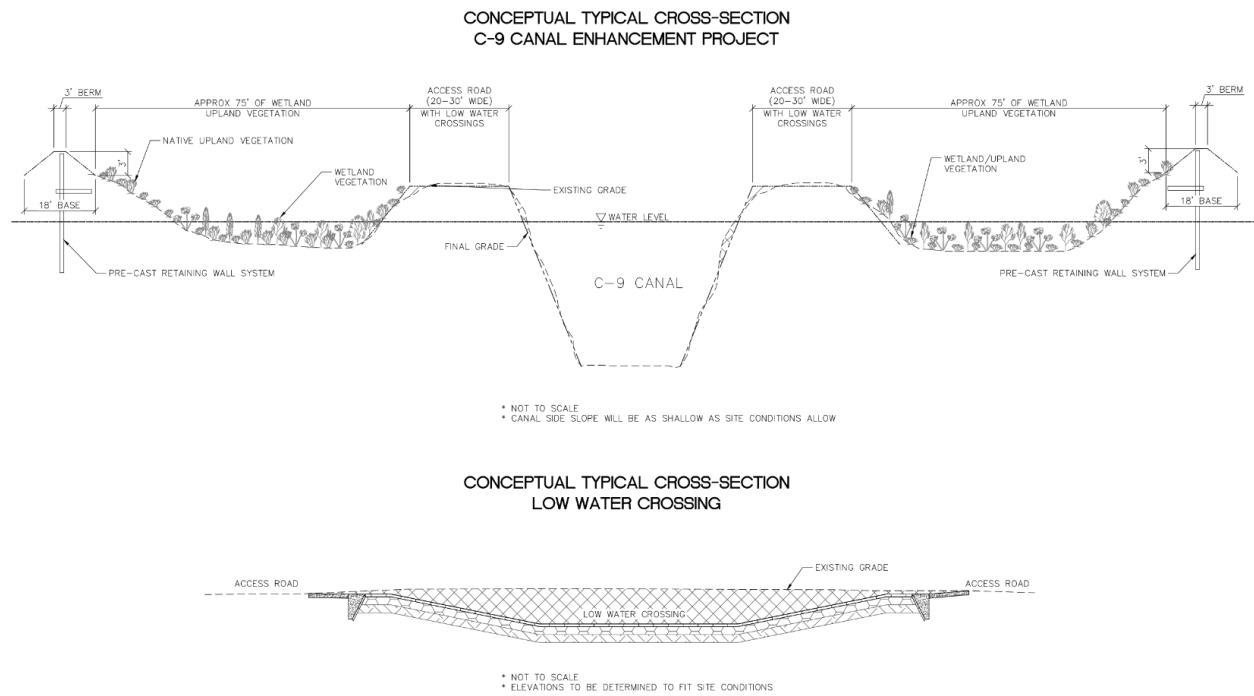 CONCEPTUAL TYPICAL CROSS-SECTION
C-9 CANAL ENHANCEMENT PROJECT
3' BERM
APPROX 75' OF WETLAND
UPLAND VEGETATION
ACCESS ROAD
(20-30' WIDE)
WITH LOW WATER
CROSSINGS
ACCESS ROAD
(20-30' WIDE)
WITH LOW WATER
CROSSINGS
APPROX 75' OF WETLAND
UPLAND VEGETATION
3' BERM
NATIVE UPLAND VEGETATION
3'
WETLAND
VEGETATION
EXISTING GRADE
WETLAND/UPLAND
VEGETATION
3'
18' BASE
18' BASE
WATER LEVEL
FINAL GRADE
PRE-CAST RETAINING WALL SYSTEM
C-9 CANAL
PRE-CAST RETAINING WALL SYSTEM
* NOT TO SCALE
* CANAL SIDE SLOPE WILL BE AS SHALLOW AS SITE CONDITIONS ALLOW
CONCEPTUAL TYPICAL CROSS-SECTION
LOW WATER CROSSING
EXISTING GRADE
ACCESS ROAD
ACCESS ROAD
LOW WATER CROSSING
* NOT TO SCALE
* ELEVATIONS TO BE DETERMINED TO FIT SITE CONDITIONS